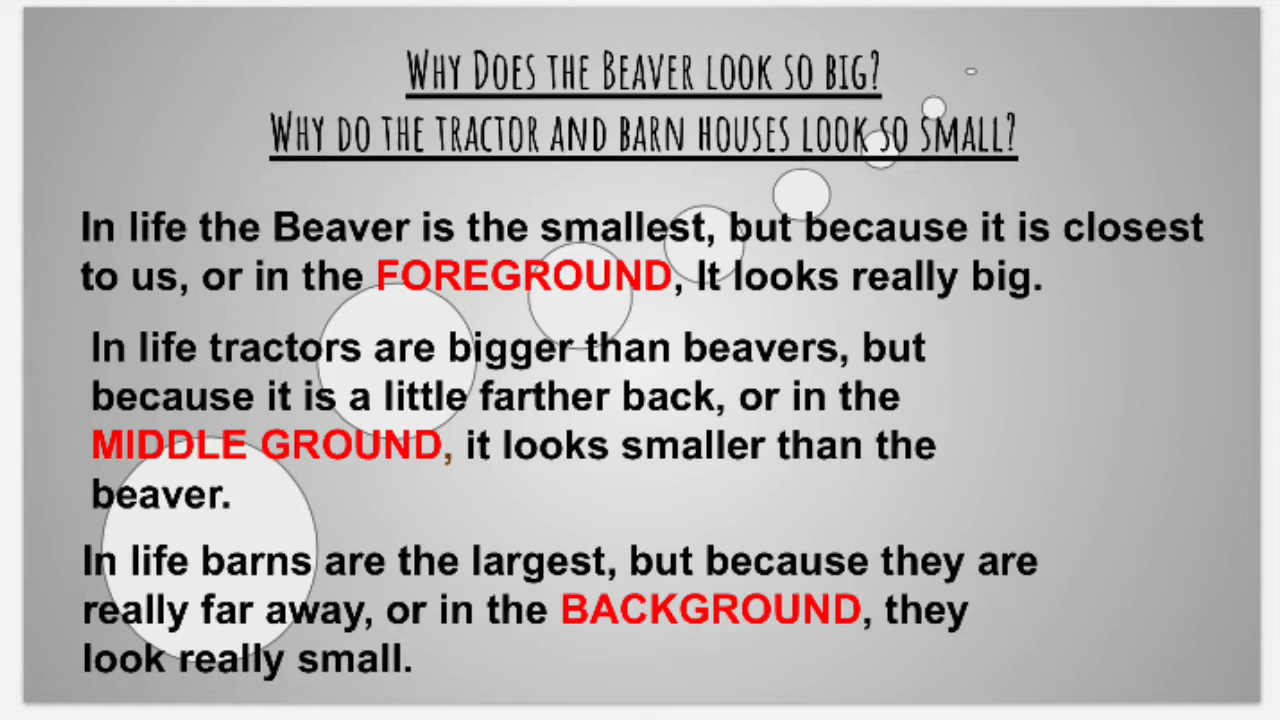 Why Does the Beaver look so big?
Why do the tractor and barn houses look so small?
In life the Beaver is the smallest, but because it is closest
to us, or in the FOREGROUND, It looks really big.
In life tractors are bigger than beavers, but
because it is a little farther back, or in the
MIDDLE GROUND, it looks smaller than the
beaver.
In life barns are the largest, but because they are
really far away, or in the BACKGROUND, they
look really small.